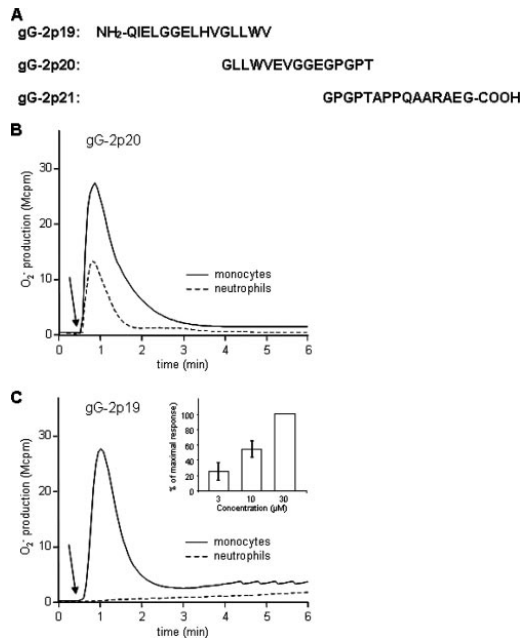 A
gG-2p19: NH₂-QIELGGELHVGLLWV
gG-2p20: GLLWVEVGGEGPGPT
gG-2p21: GPGPTAPPQAARAEG-COOH
B
gG-2p20
O₂⁻ production (Mcpm)
30
20
10
0
monocytes
neutrophils
0 1 2 3 4 5 6
time (min)
C
gG-2p19
O₂⁻ production (Mcpm)
30
20
10
0
% of maximal response
100
80
60
40
20
0
3 10 30
Concentration (µM)
monocytes
neutrophils
0 1 2 3 4 5 6
time (min)